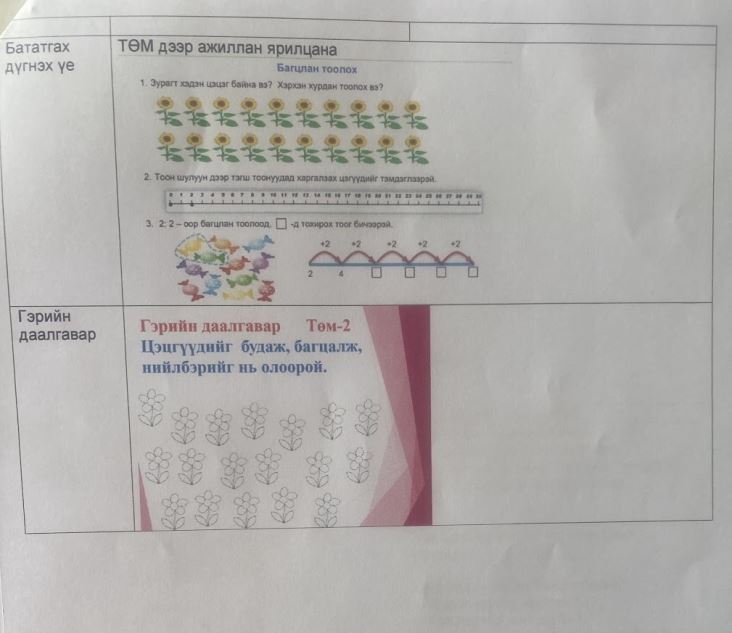 Бататгах
дүгнэх үе
ТӨМ дээр ажиллан ярилцана
Багцлан тоолох
1. Зурагт хэдэн цэцэг байна вэ? Хэрхэн хурдан тоолох вэ?
2. Тоон шулуун дээр тэгш тоонуудад харгалзах цэгүүдийг тэмдэглээрэй.
0 1 2 3 4 5 6 7 8 9 10 11 12 13 14 15 16 17 18 19 20 21 22 23 24 25 26 27 28 29 30
3. 2; 2 – оор багцлан тоолоод, -д тохирох тоог бичээрэй.
+2 +2 +2 +2 +2
2 4
Гэрийн
даалгавар
Гэрийн даалгавар Төм-2
Цэцгүүдийг будаж, багцалж,
нийлбэрийг нь олоорой.